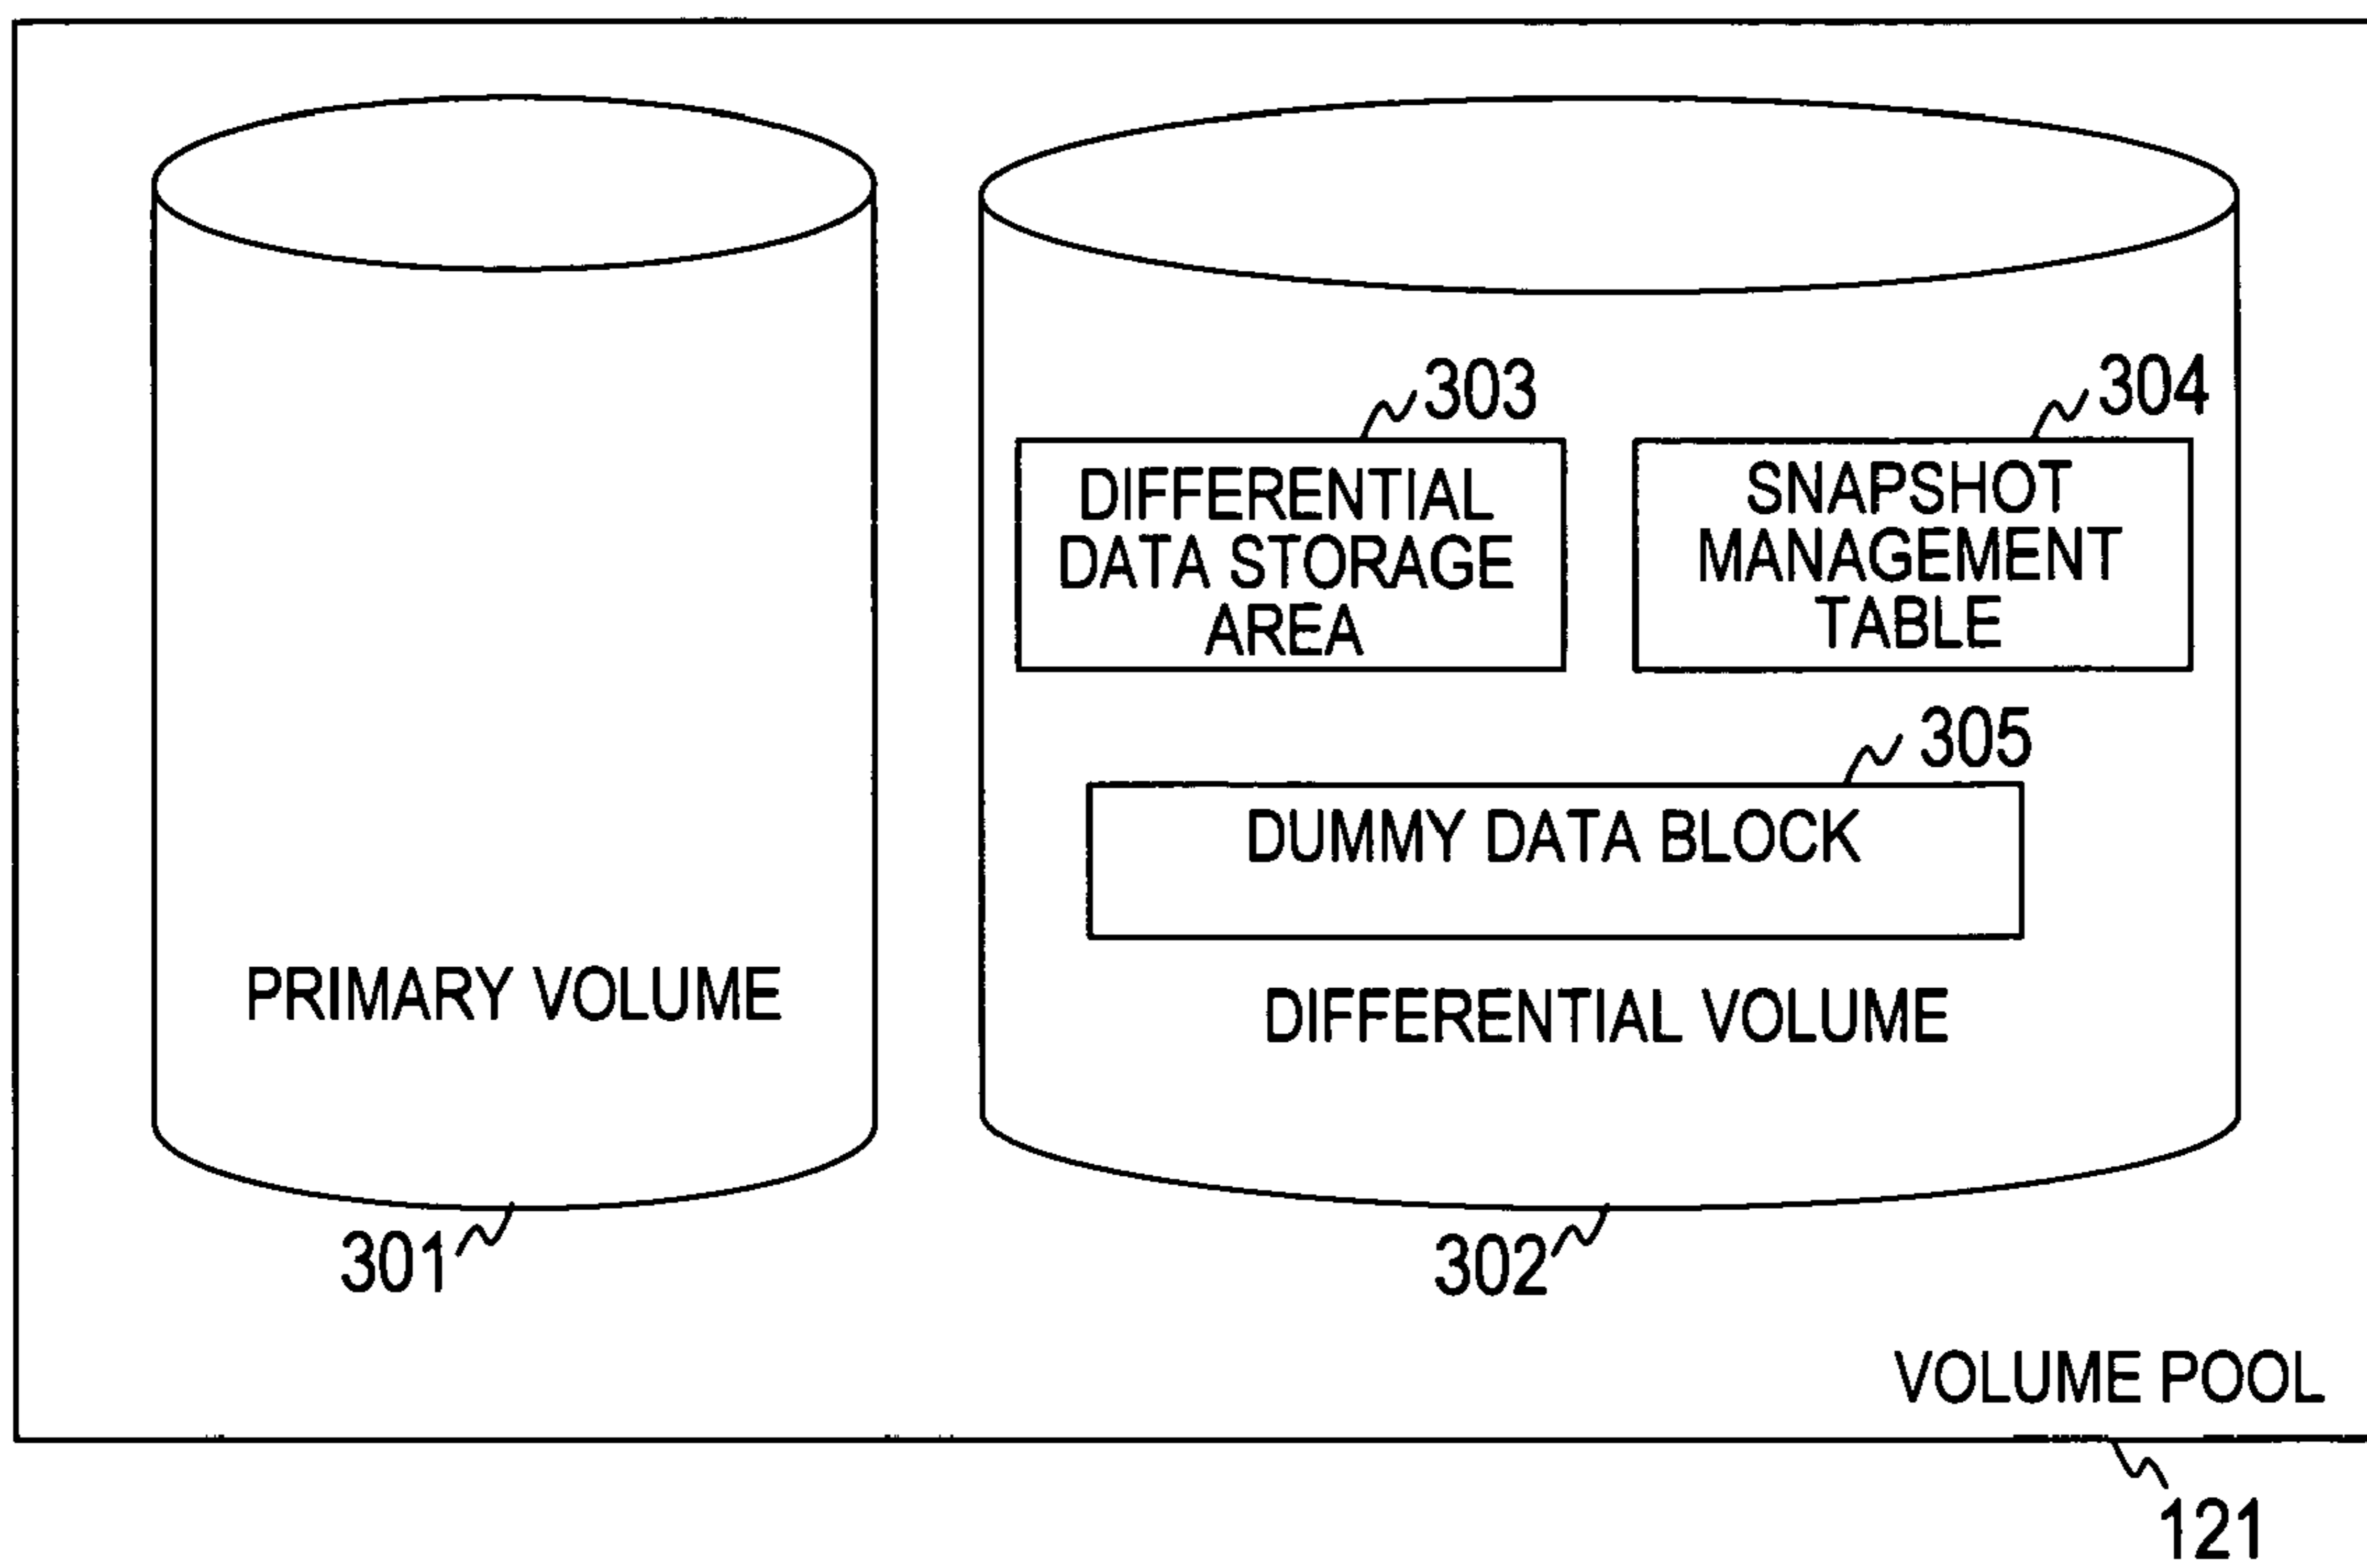 303
304
DIFFERENTIAL
DATA STORAGE
AREA
SNAPSHOT
MANAGEMENT
TABLE
305
DUMMY DATA BLOCK
PRIMARY VOLUME
DIFFERENTIAL VOLUME
301
302
VOLUME POOL
121